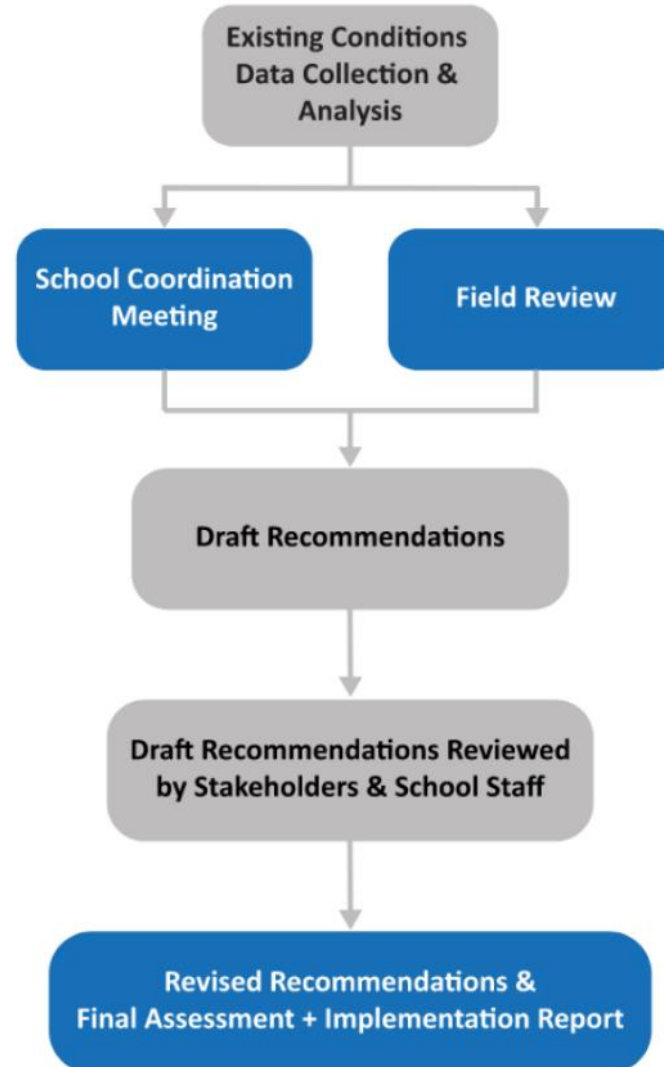 Existing Conditions
Data Collection &
Analysis
School Coordination
Meeting
Field Review
Draft Recommendations
Draft Recommendations Reviewed
by Stakeholders & School Staff
Revised Recommendations &
Final Assessment + Implementation Report